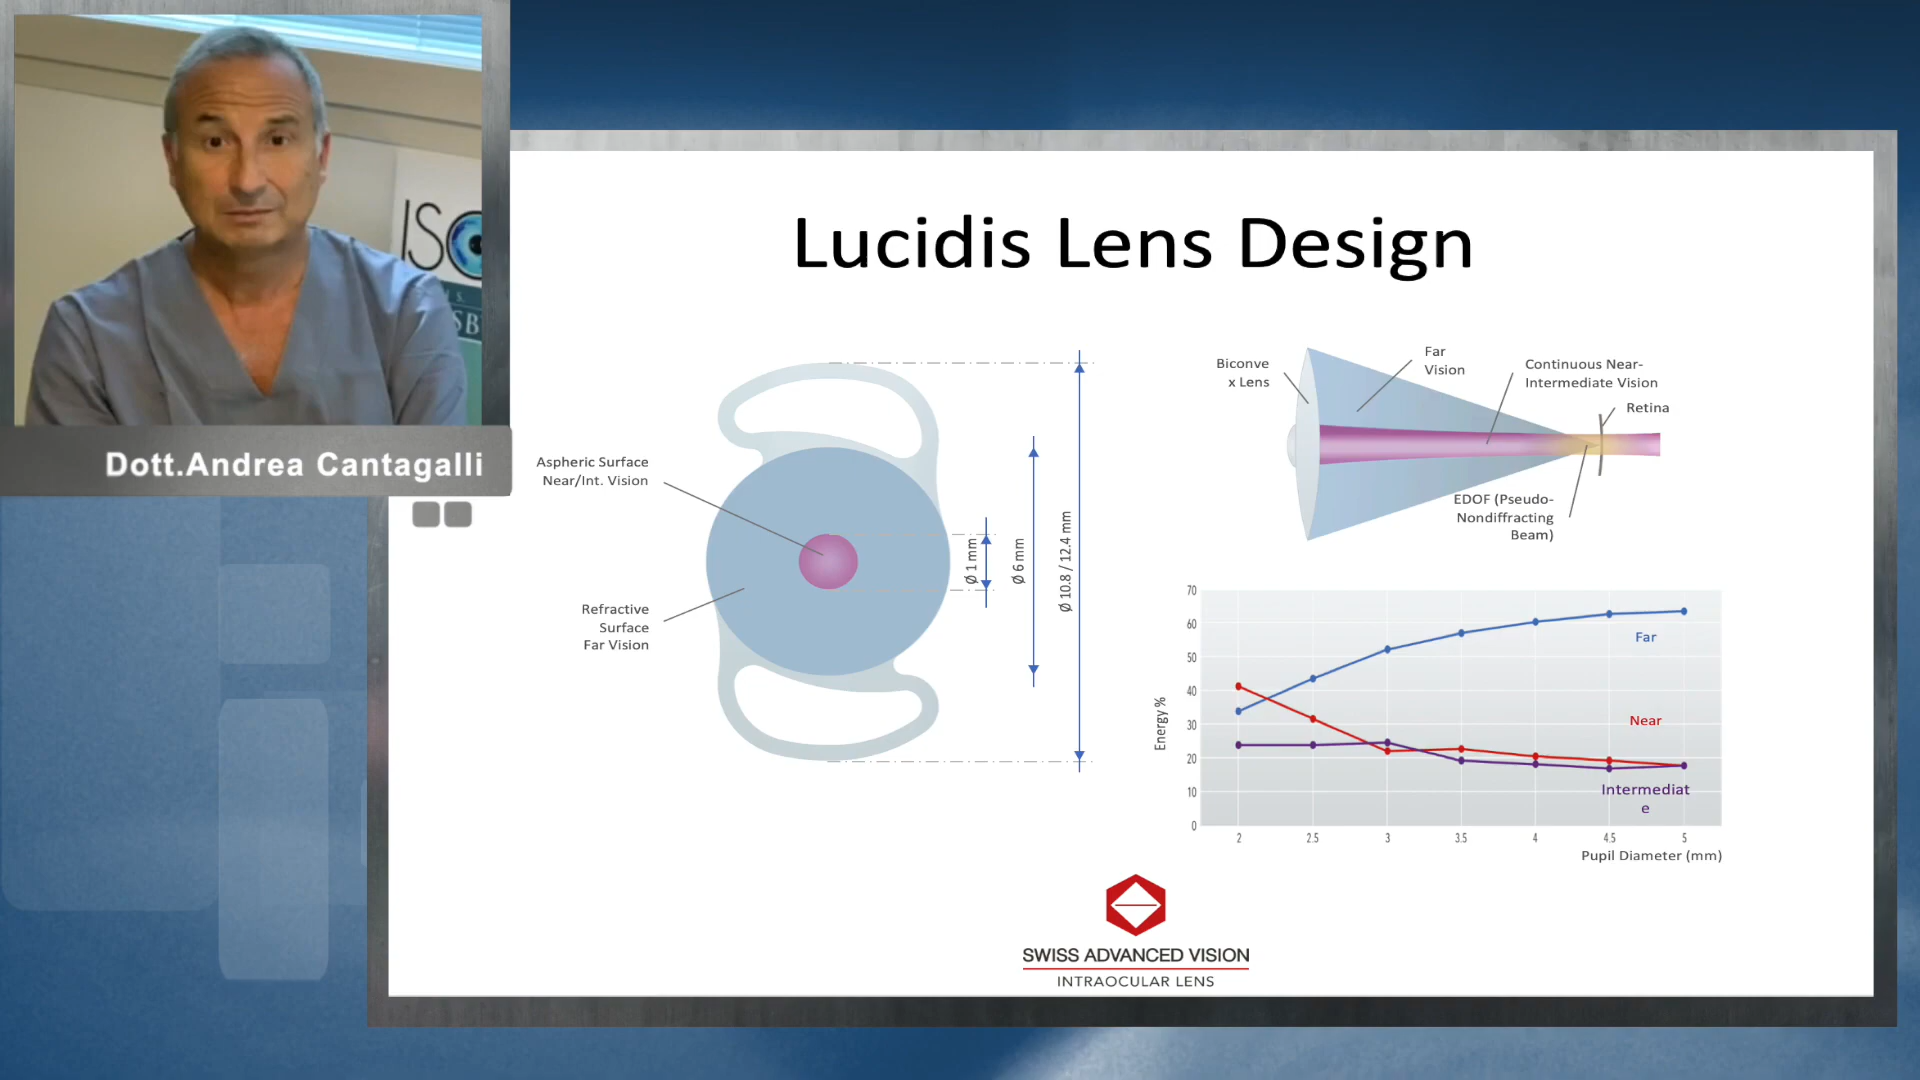 ISO
S.
SB
Dott.Andrea Cantagalli
Lucidis Lens Design
Aspheric Surface
Near/Int. Vision
Refractive
Surface
Far Vision
Ø 1 mm
Ø 6 mm
Ø 10.8 / 12.4 mm
Biconve
x Lens
Far
Vision
Continuous Near-
Intermediate Vision
Retina
EDOF (Pseudo-
Nondiffracting
Beam)
70
60
50
40
30
20
10
0
Energy %
Far
Near
Intermediat
e
2 2.5 3 3.5 4 4.5 5
Pupil Diameter (mm)
SWISS ADVANCED VISION
INTRAOCULAR LENS